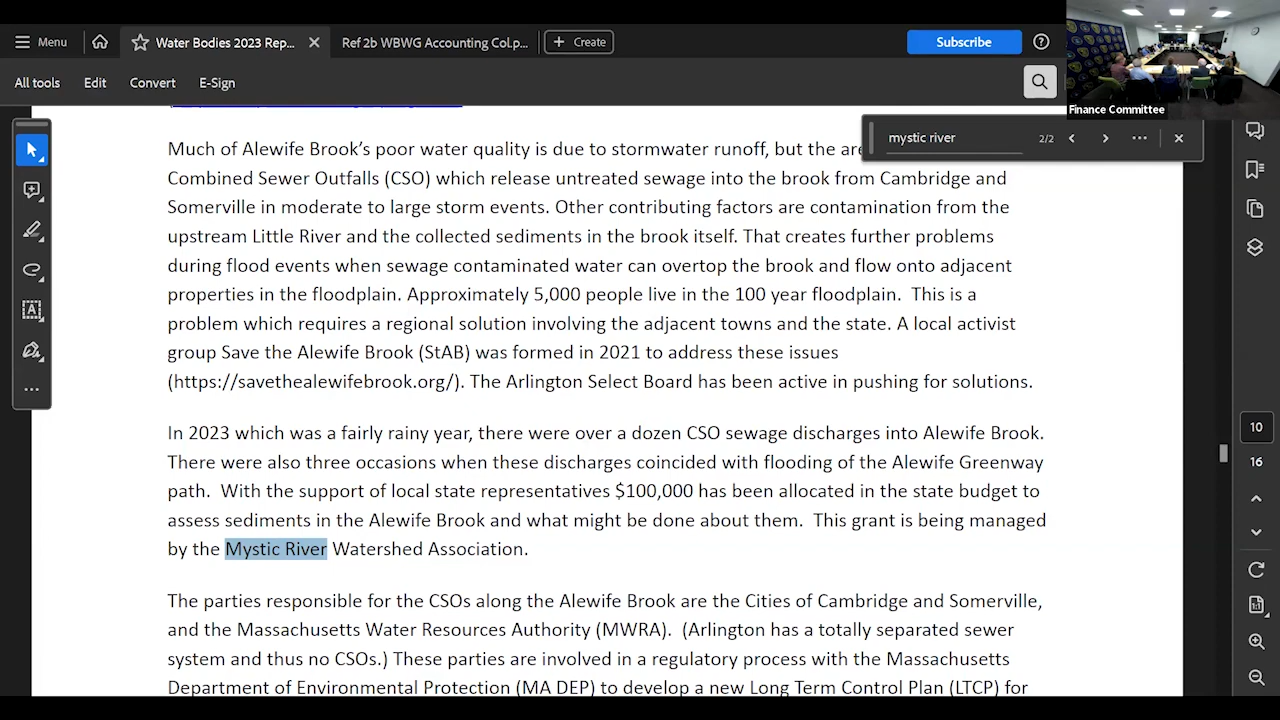 Menu
Water Bodies 2023 Rep...
Ref 2b WBWG Accounting Col.p...
Create
Subscribe
All tools
Edit
Convert
E-Sign
Finance Committee
mystic river
2/2
Much of Alewife Brook's poor water quality is due to stormwater runoff, but the are
Combined Sewer Outfalls (CSO) which release untreated sewage into the brook from Cambridge and
Somerville in moderate to large storm events. Other contributing factors are contamination from the
upstream Little River and the collected sediments in the brook itself. That creates further problems
during flood events when sewage contaminated water can overtop the brook and flow onto adjacent
properties in the floodplain. Approximately 5,000 people live in the 100 year floodplain. This is a
problem which requires a regional solution involving the adjacent towns and the state. A local activist
group Save the Alewife Brook (StAB) was formed in 2021 to address these issues
(https://savethealewifebrook.org/). The Arlington Select Board has been active in pushing for solutions.
In 2023 which was a fairly rainy year, there were over a dozen CSO sewage discharges into Alewife Brook.
There were also three occasions when these discharges coincided with flooding of the Alewife Greenway
path. With the support of local state representatives $100,000 has been allocated in the state budget to
assess sediments in the Alewife Brook and what might be done about them. This grant is being managed
by the Mystic River Watershed Association.
The parties responsible for the CSOs along the Alewife Brook are the Cities of Cambridge and Somerville,
and the Massachusetts Water Resources Authority (MWRA). (Arlington has a totally separated sewer
system and thus no CSOs.) These parties are involved in a regulatory process with the Massachusetts
Department of Environmental Protection (MA DEP) to develop a new Long Term Control Plan (LTCP) for
10
16
1:1